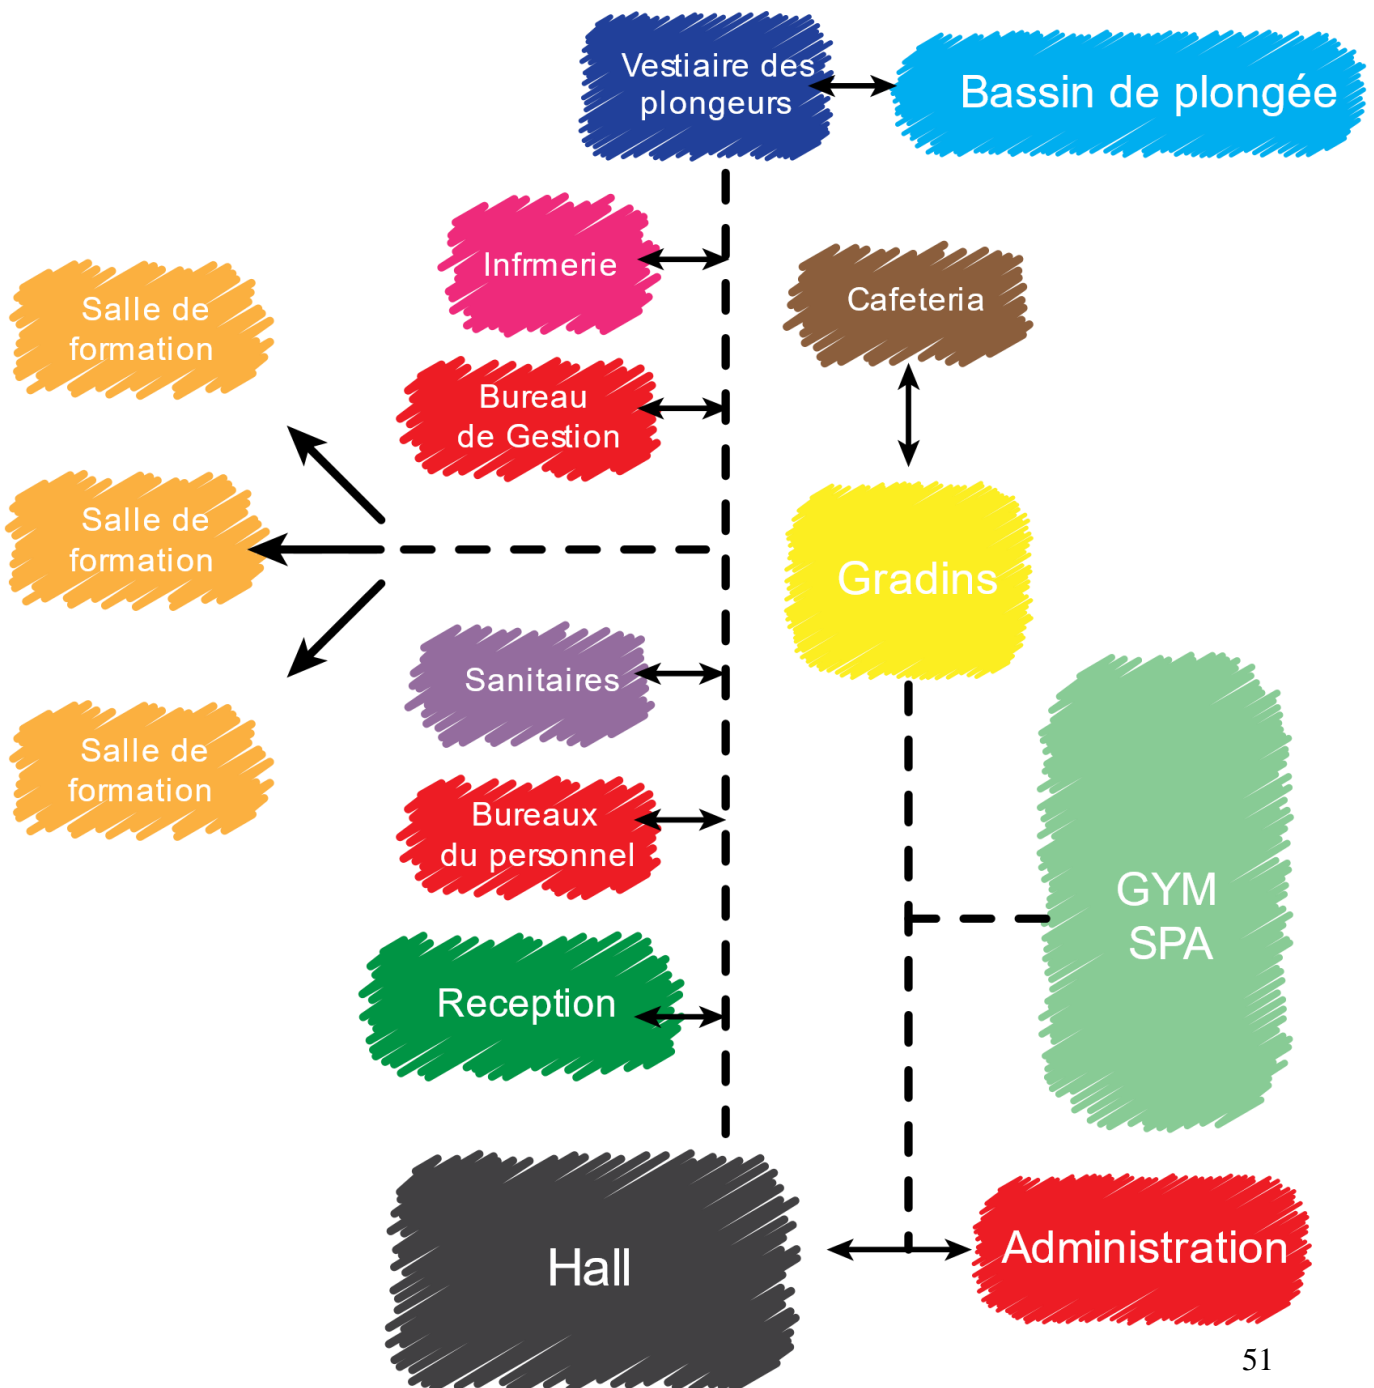 Vestiaire des
plongeurs
Bassin de plongée
Infrmerie
Cafeteria
Salle de
formation
Bureau
de Gestion
Salle de
formation
Gradins
Sanitaires
Salle de
formation
Bureaux
du personnel
GYM
SPA
Reception
Hall
Administration
51